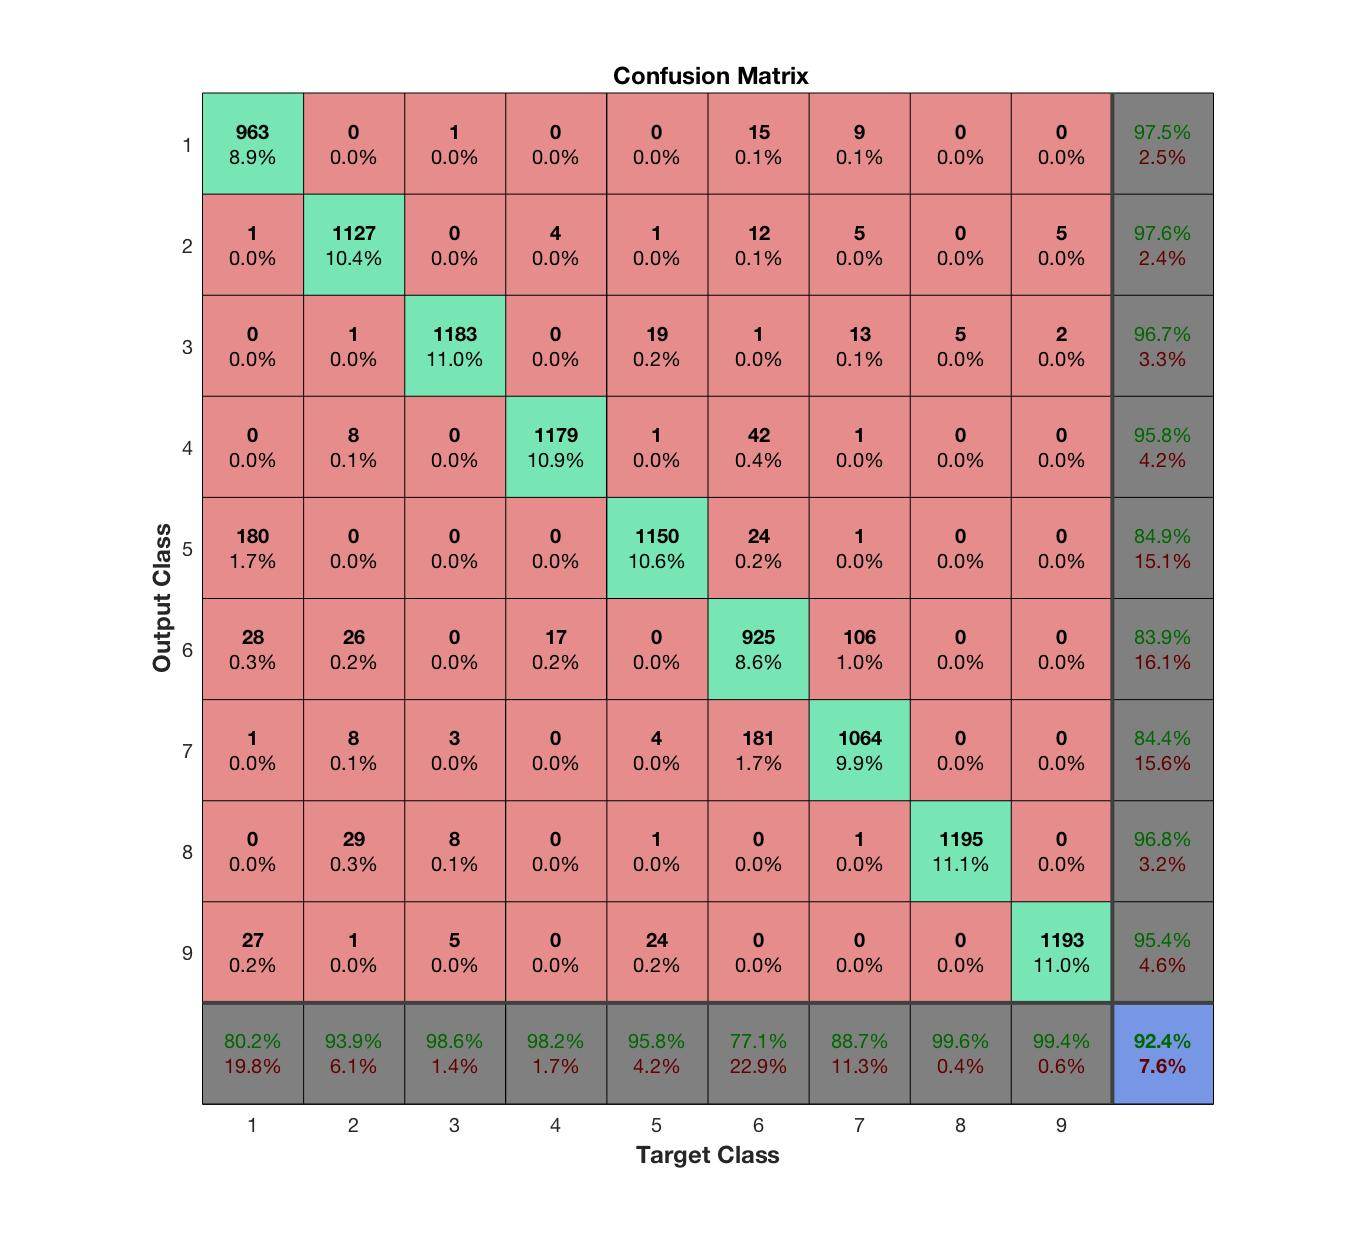 Confusion Matrix
963 0 1 0 0 15 9 0 0 97.5%
1
8.9% 0.0% 0.0% 0.0% 0.0% 0.1% 0.1% 0.0% 0.0% 2.5%
1 1127 0 4 1 12 5 0 5 97.6%
2
0.0% 10.4% 0.0% 0.0% 0.0% 0.1% 0.0% 0.0% 0.0% 2.4%
0 1 1183 0 19 1 13 5 2 96.7%
3
0.0% 0.0% 11.0% 0.0% 0.2% 0.0% 0.1% 0.0% 0.0% 3.3%
0 8 0 1179 1 42 1 0 0 95.8%
4
0.0% 0.1% 0.0% 10.9% 0.0% 0.4% 0.0% 0.0% 0.0% 4.2%
180 0 0 0 1150 24 1 0 0 84.9%
5
1.7% 0.0% 0.0% 0.0% 10.6% 0.2% 0.0% 0.0% 0.0% 15.1%
Output Class
28 26 0 17 0 925 106 0 0 83.9%
6
0.3% 0.2% 0.0% 0.2% 0.0% 8.6% 1.0% 0.0% 0.0% 16.1%
1 8 3 0 4 181 1064 0 0 84.4%
7
0.0% 0.1% 0.0% 0.0% 0.0% 1.7% 9.9% 0.0% 0.0% 15.6%
0 29 8 0 1 0 1 1195 0 96.8%
8
0.0% 0.3% 0.1% 0.0% 0.0% 0.0% 0.0% 11.1% 0.0% 3.2%
27 1 5 0 24 0 0 0 1193 95.4%
9
0.2% 0.0% 0.0% 0.0% 0.2% 0.0% 0.0% 0.0% 11.0% 4.6%
80.2% 93.9% 98.6% 98.2% 95.8% 77.1% 88.7% 99.6% 99.4% 92.4%
19.8% 6.1% 1.4% 1.7% 4.2% 22.9% 11.3% 0.4% 0.6% 7.6%
1 2 3 4 5 6 7 8 9
Target Class